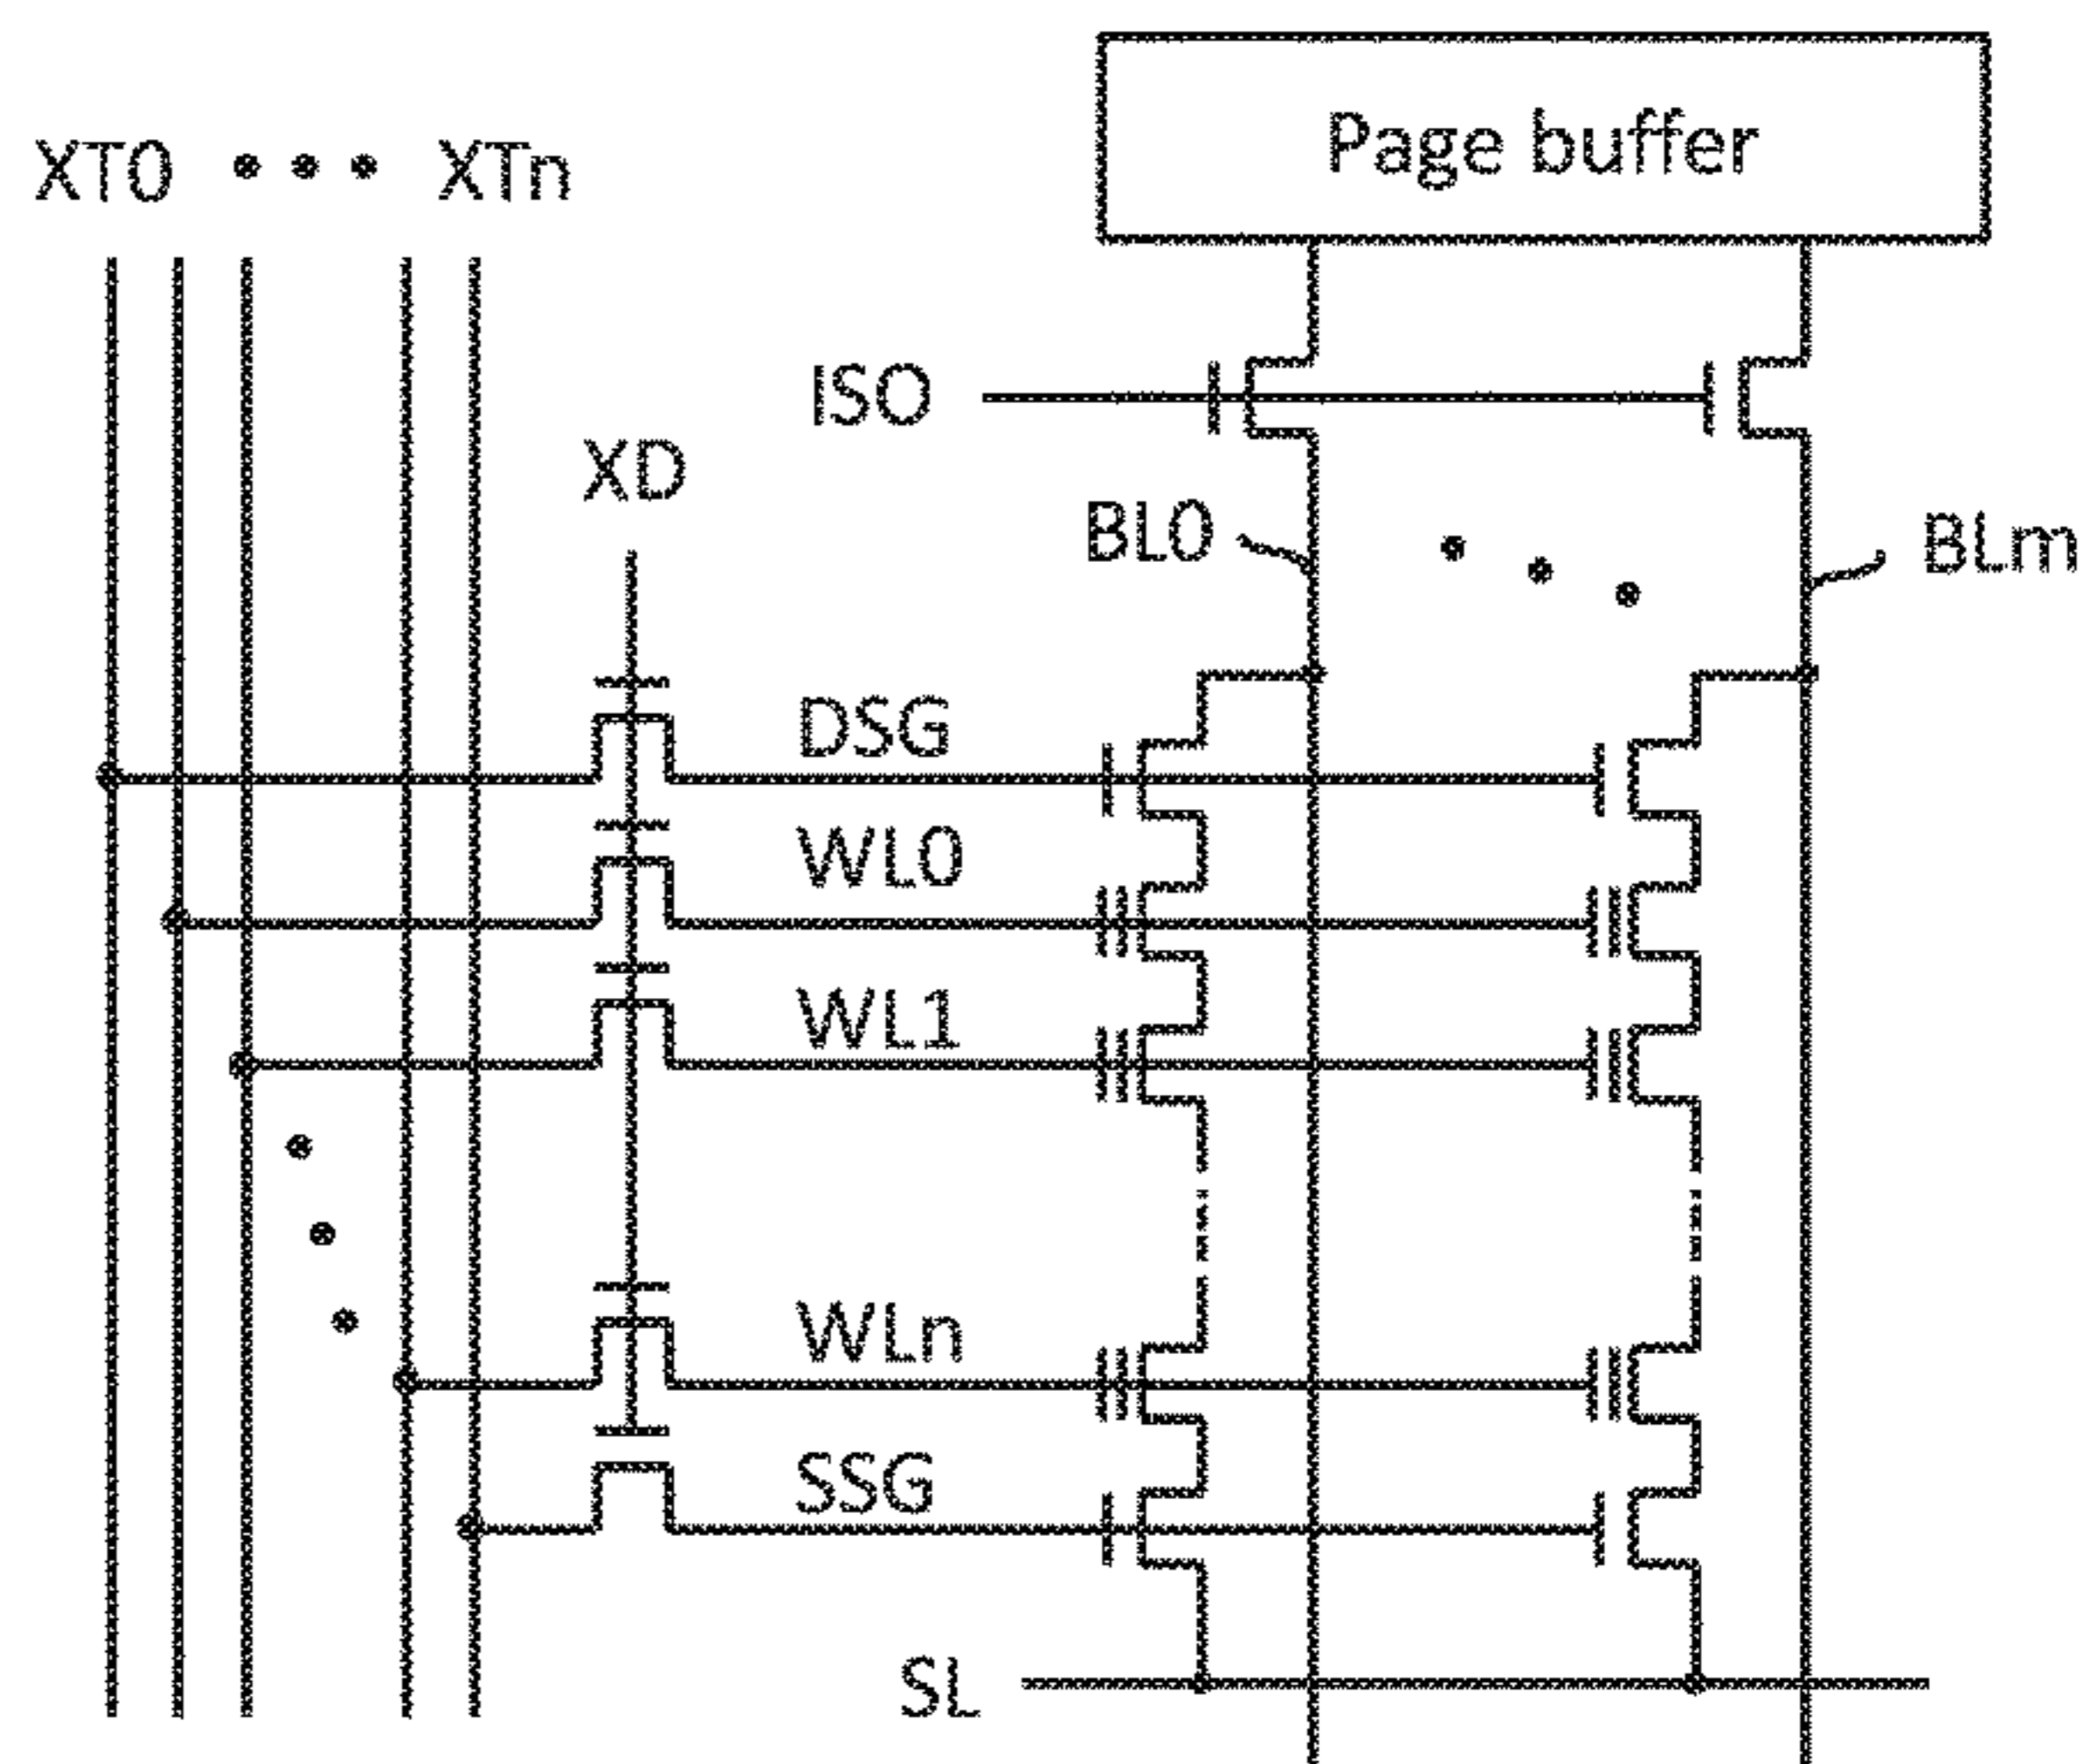 Page buffer
XT0 • • • XTn
ISO
XD
BL0
BLm
DSG
WL0
WL1
WLn
SSG
SL